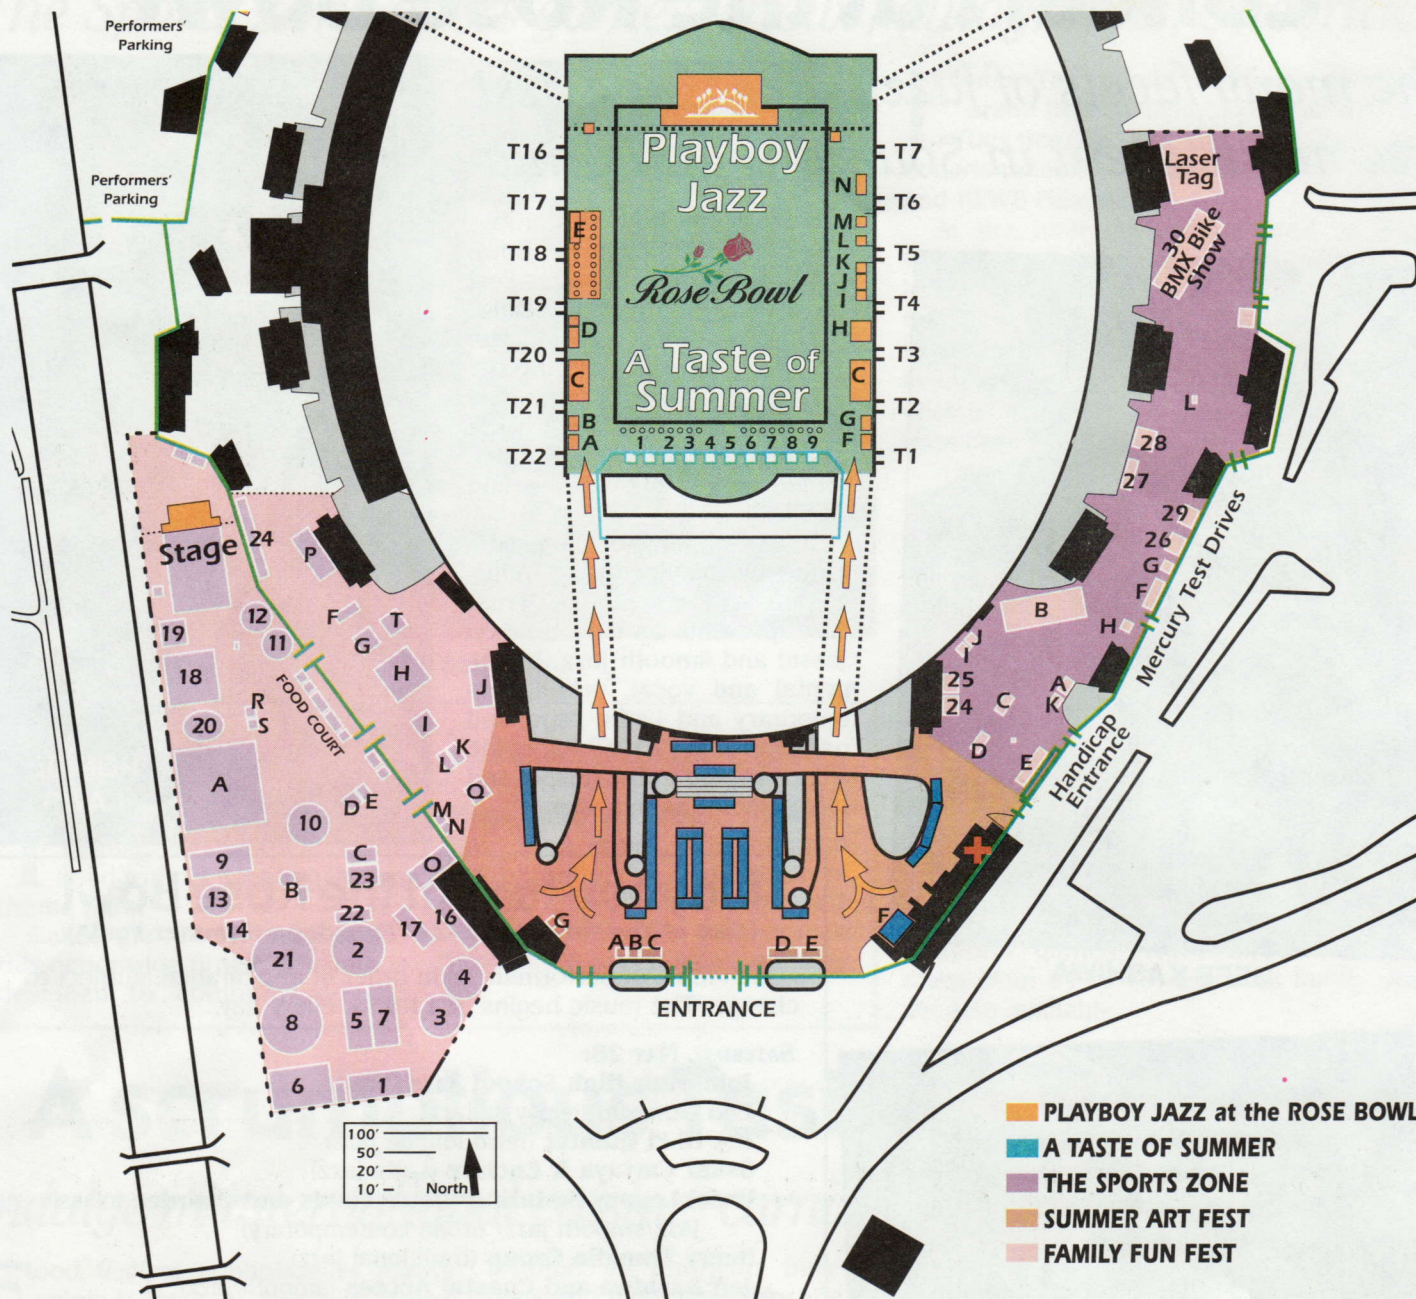 Performers'
Parking
Performers'
Parking
Playboy
Jazz
Rose Bowl
A Taste of
Summer
T16
T17
T18
T19
T20
T21
T22
T7
T6
T5
T4
T3
T2
T1
E
D
C
B
A
N
M
L
K
J
I
H
C
G
F
1 2 3 4 5 6 7 8 9
Laser
Tag
30
BMX Bike
Show
L
28
27
29
26
G
F
H
B
J
I
25
24
C
A
K
D
E
Mercury Test Drives
Handicap
Entrance
Stage
24
P
F
T
G
H
J
I
K
L
Q
M
N
O
12
11
19
18
20
R
S
FOOD COURT
A
D E
10
9
C
23
B
13
22
14
17
16
21
2
4
8
5 7
3
6
1
G
A B C
D E
F
ENTRANCE
100'
50'
20'
10'
North
PLAYBOY JAZZ at the ROSE BOWL
A TASTE OF SUMMER
THE SPORTS ZONE
SUMMER ART FEST
FAMILY FUN FEST